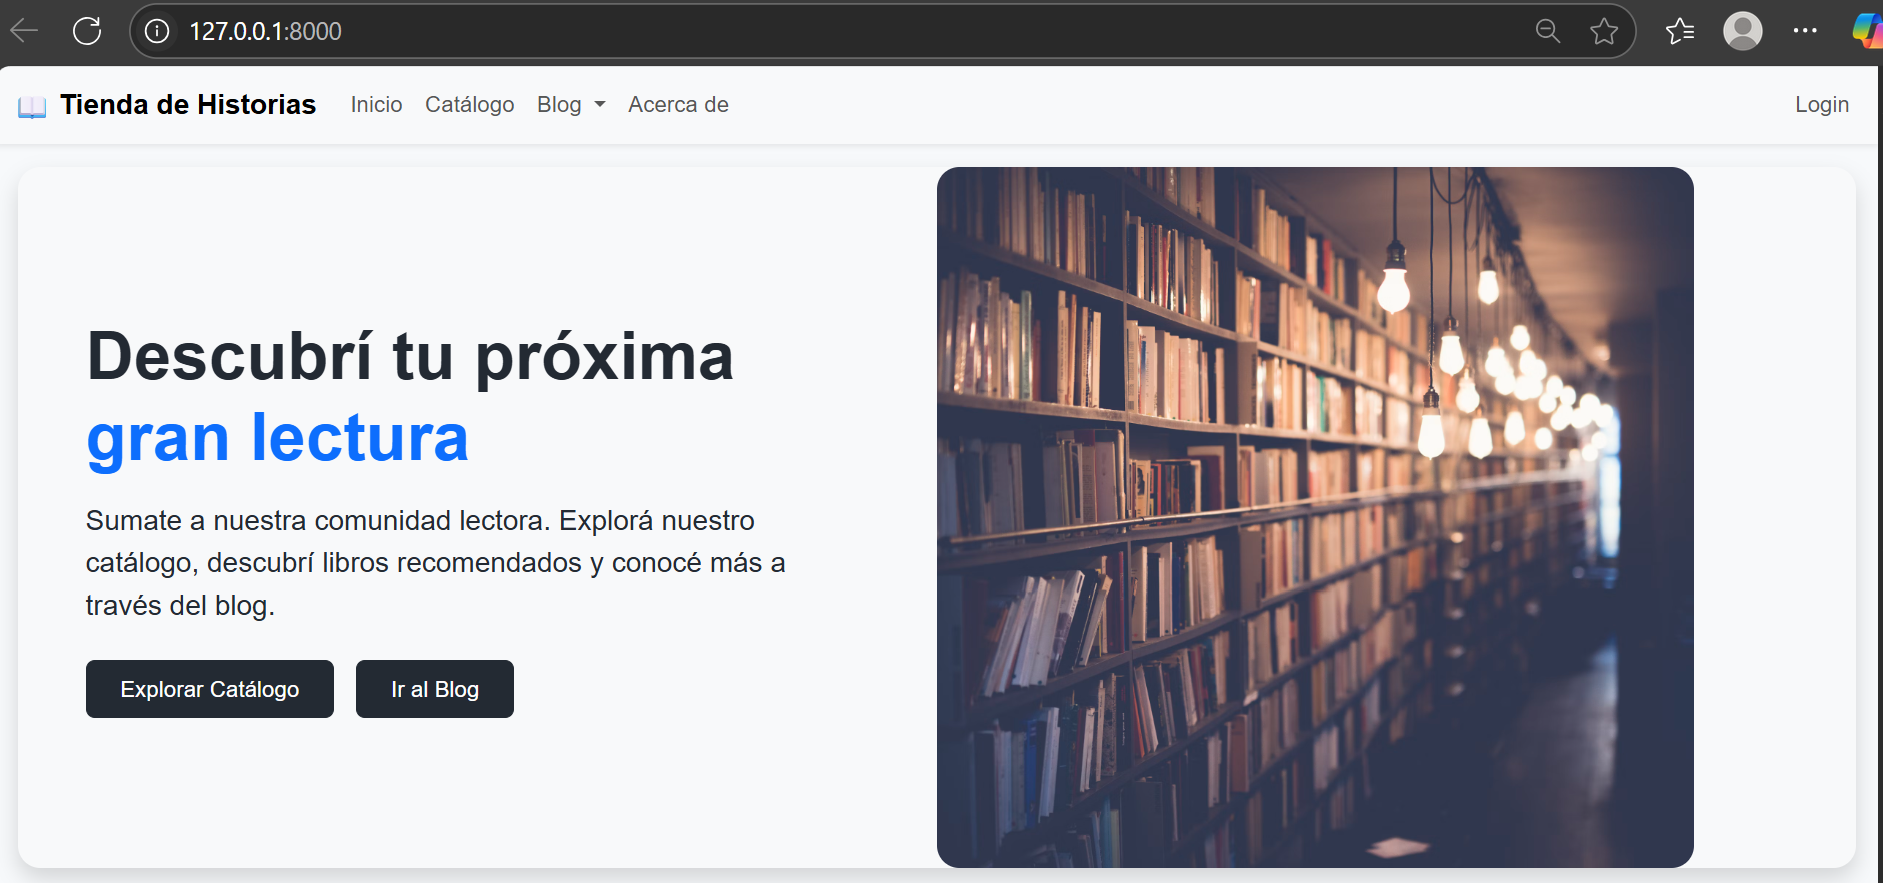 127.0.0.1:8000
Tienda de Historias Inicio Catálogo Blog Acerca de Login
Descubrí tu próxima
gran lectura
Sumate a nuestra comunidad lectora. Explorá nuestro
catálogo, descubrí libros recomendados y conocé más a
través del blog.
Explorar Catálogo Ir al Blog